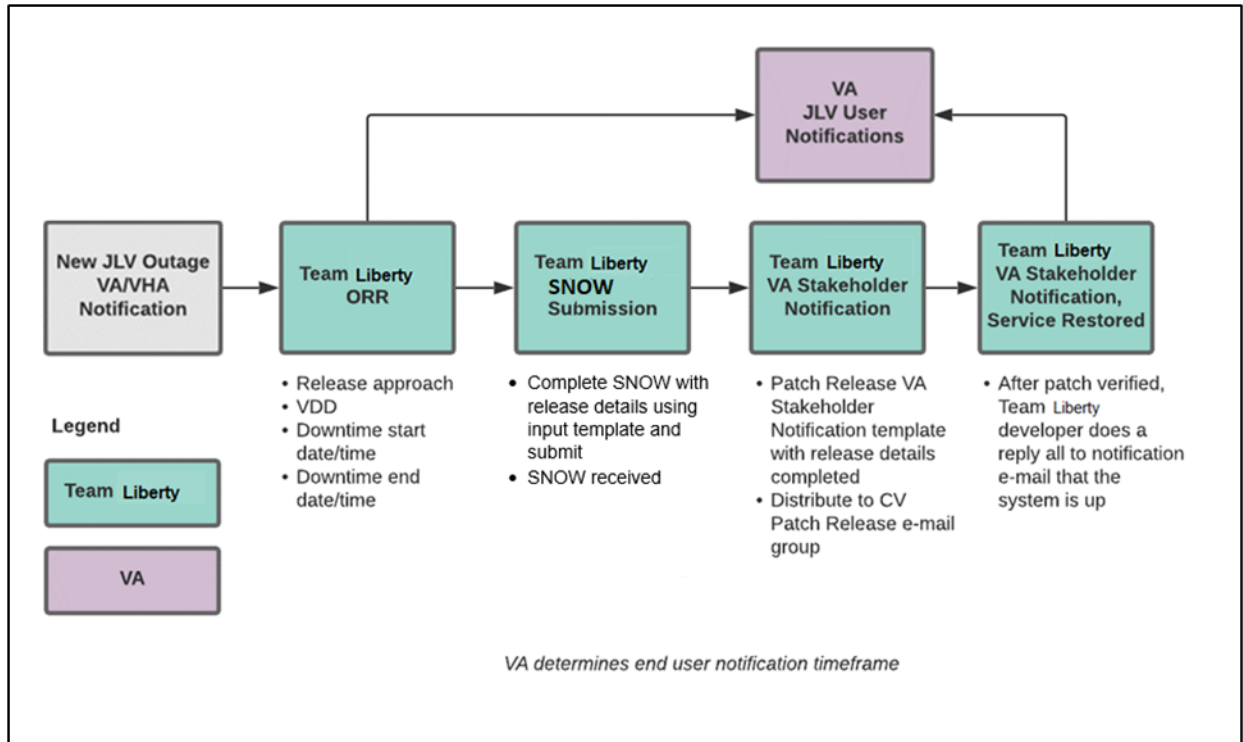 VA
JLV User
Notifications
New JLV Outage
VA/VHA
Notification
Team Liberty
ORR
Team Liberty
SNOW
Submission
Team Liberty
VA Stakeholder
Notification
Team Liberty
VA Stakeholder
Notification,
Service Restored
• Release approach
• VDD
• Downtime start
date/time
• Downtime end
date/time
• Complete SNOW with
release details using
input template and
submit
• SNOW received
• Patch Release VA
Stakeholder
Notification template
with release details
completed
• Distribute to CV
Patch Release e-mail
group
• After patch verified,
Team Liberty
developer does a
reply all to notification
e-mail that the
system is up
Legend
Team Liberty
VA
VA determines end user notification timeframe